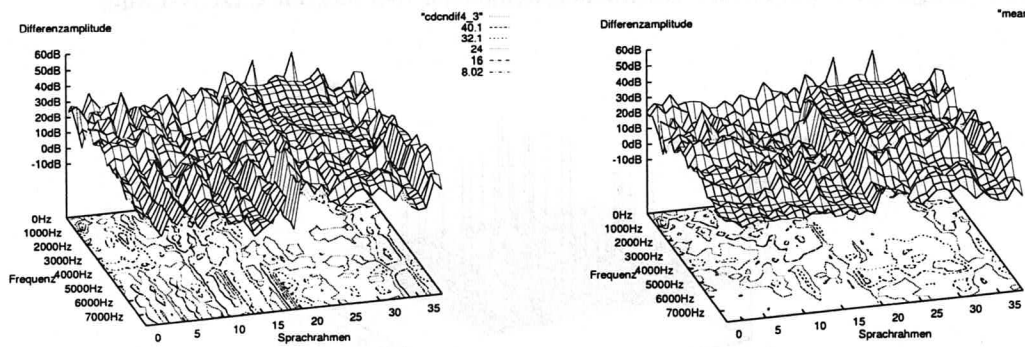 Differenzamplitude
"cdcndif4_3"
40.1
32.1
24
16
8.02
60dB
50dB
40dB
30dB
20dB
10dB
0dB
-10dB
0Hz
1000Hz
2000Hz
3000Hz
4000Hz
5000Hz
6000Hz
7000Hz
Frequenz
0
5
10
15
20
25
30
35
Sprachrahmen
Differenzamplitude
"mean
60dB
50dB
40dB
30dB
20dB
10dB
0dB
-10dB
0Hz
1000Hz
2000Hz
3000Hz
4000Hz
5000Hz
6000Hz
7000Hz
Frequenz
0
5
10
15
20
25
30
35
Sprachrahmen